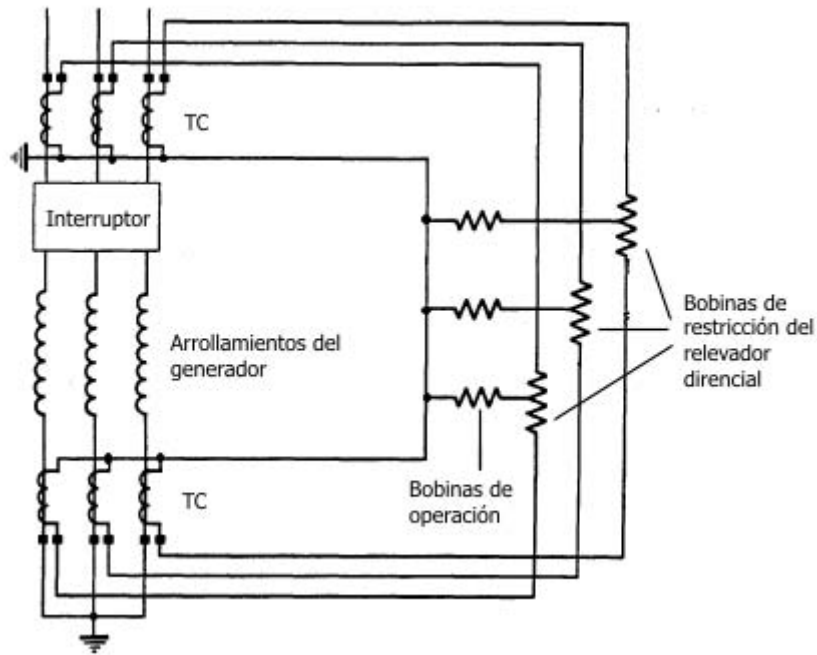 TC
Interruptor
Arrollamientos del
generador
Bobinas de
restricción del
relevador
direncial
TC
Bobinas de
operación